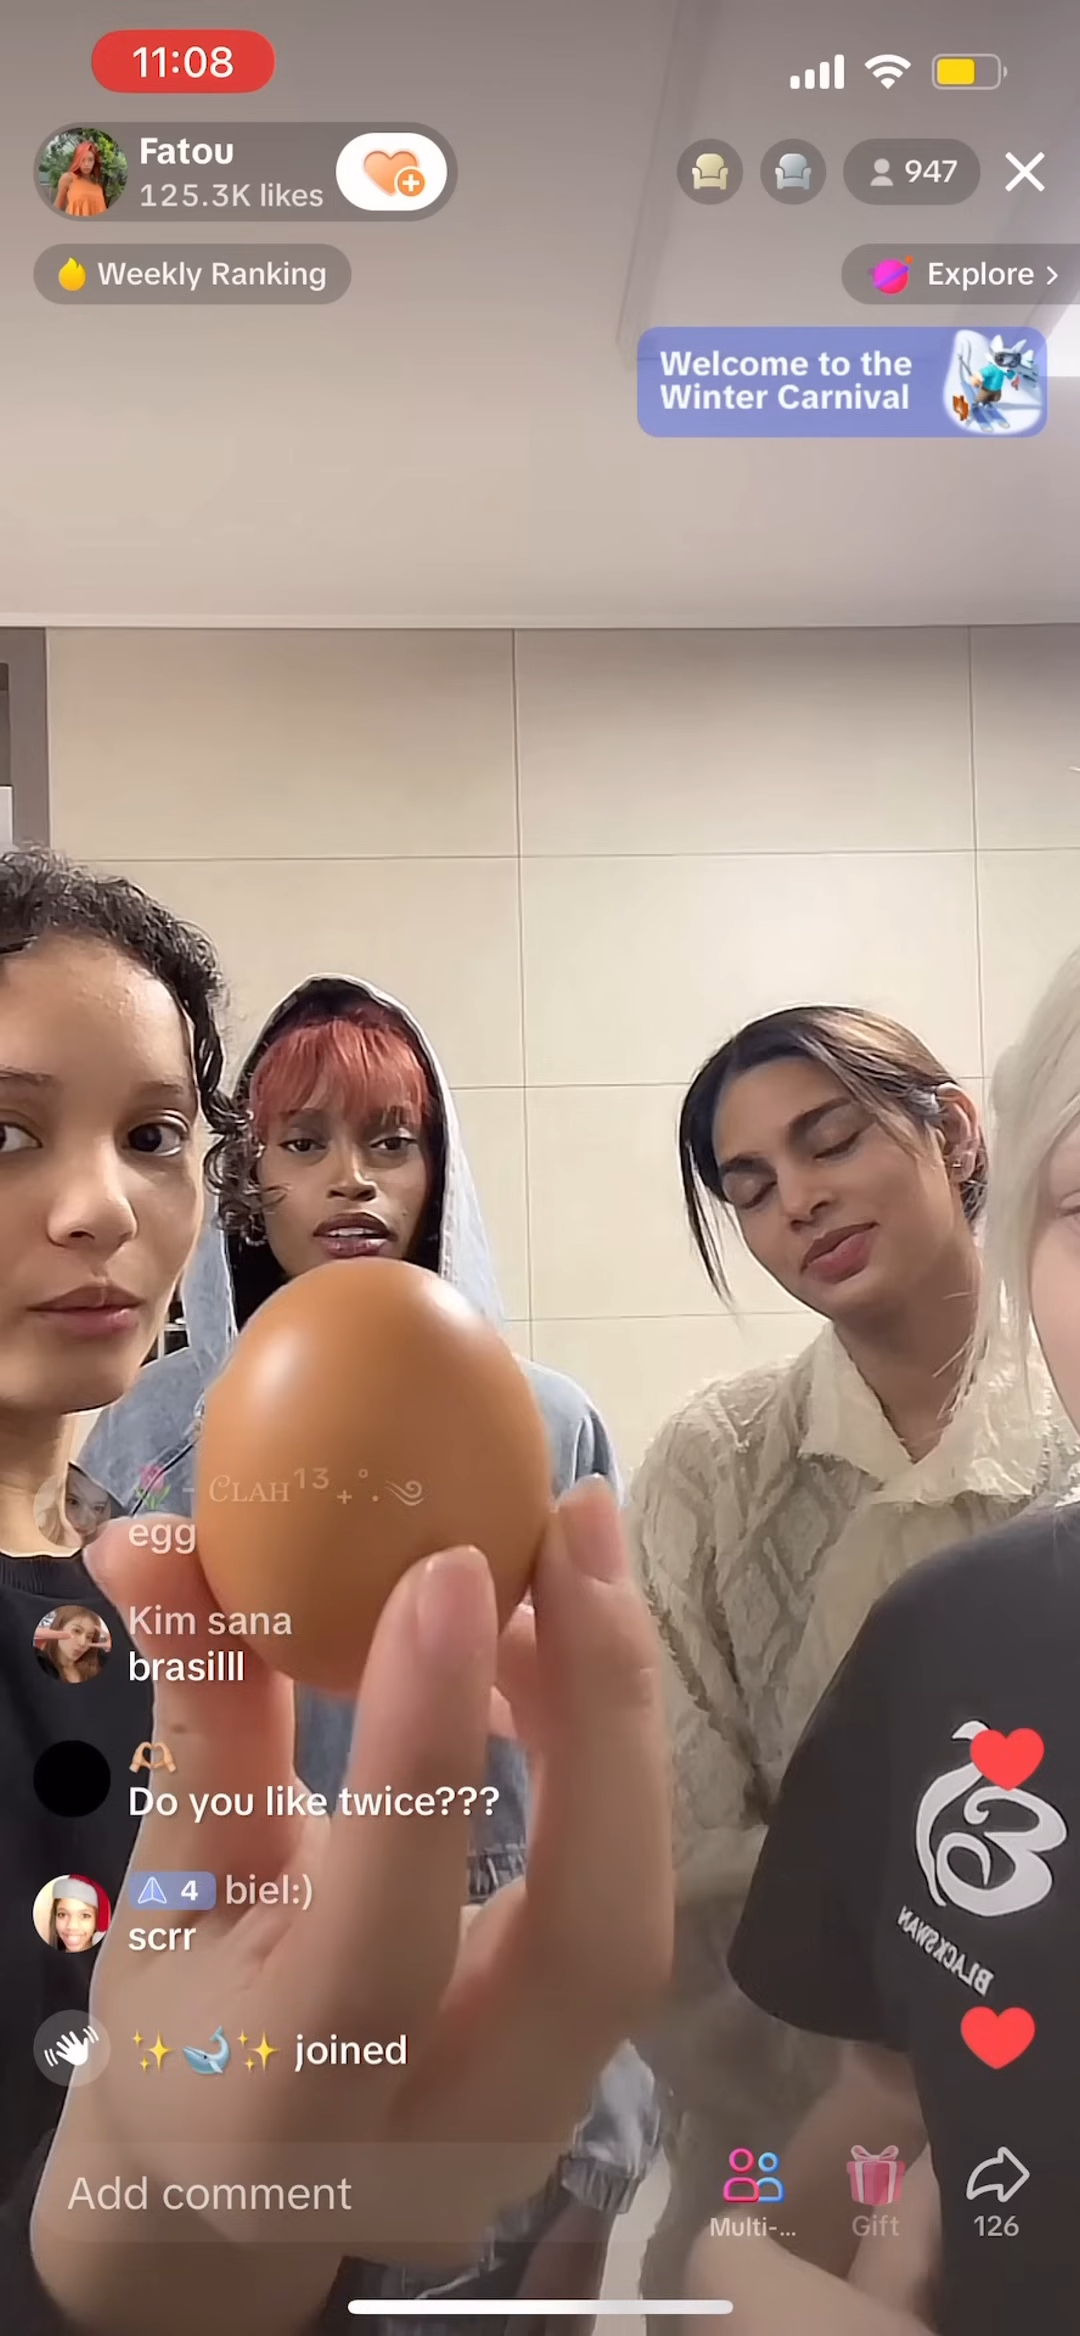 11:08
Fatou
125.3K likes
947
Weekly Ranking
Explore >
Welcome to the
Winter Carnival
🌷 - ℭLAH¹³₊˚.༄
egg
Kim sana
brasilll
🫶🏼
Do you like twice???
4 biel:)
scrr
✨🐳✨ joined
BLACKSWAN
Add comment
Multi-...
Gift
126